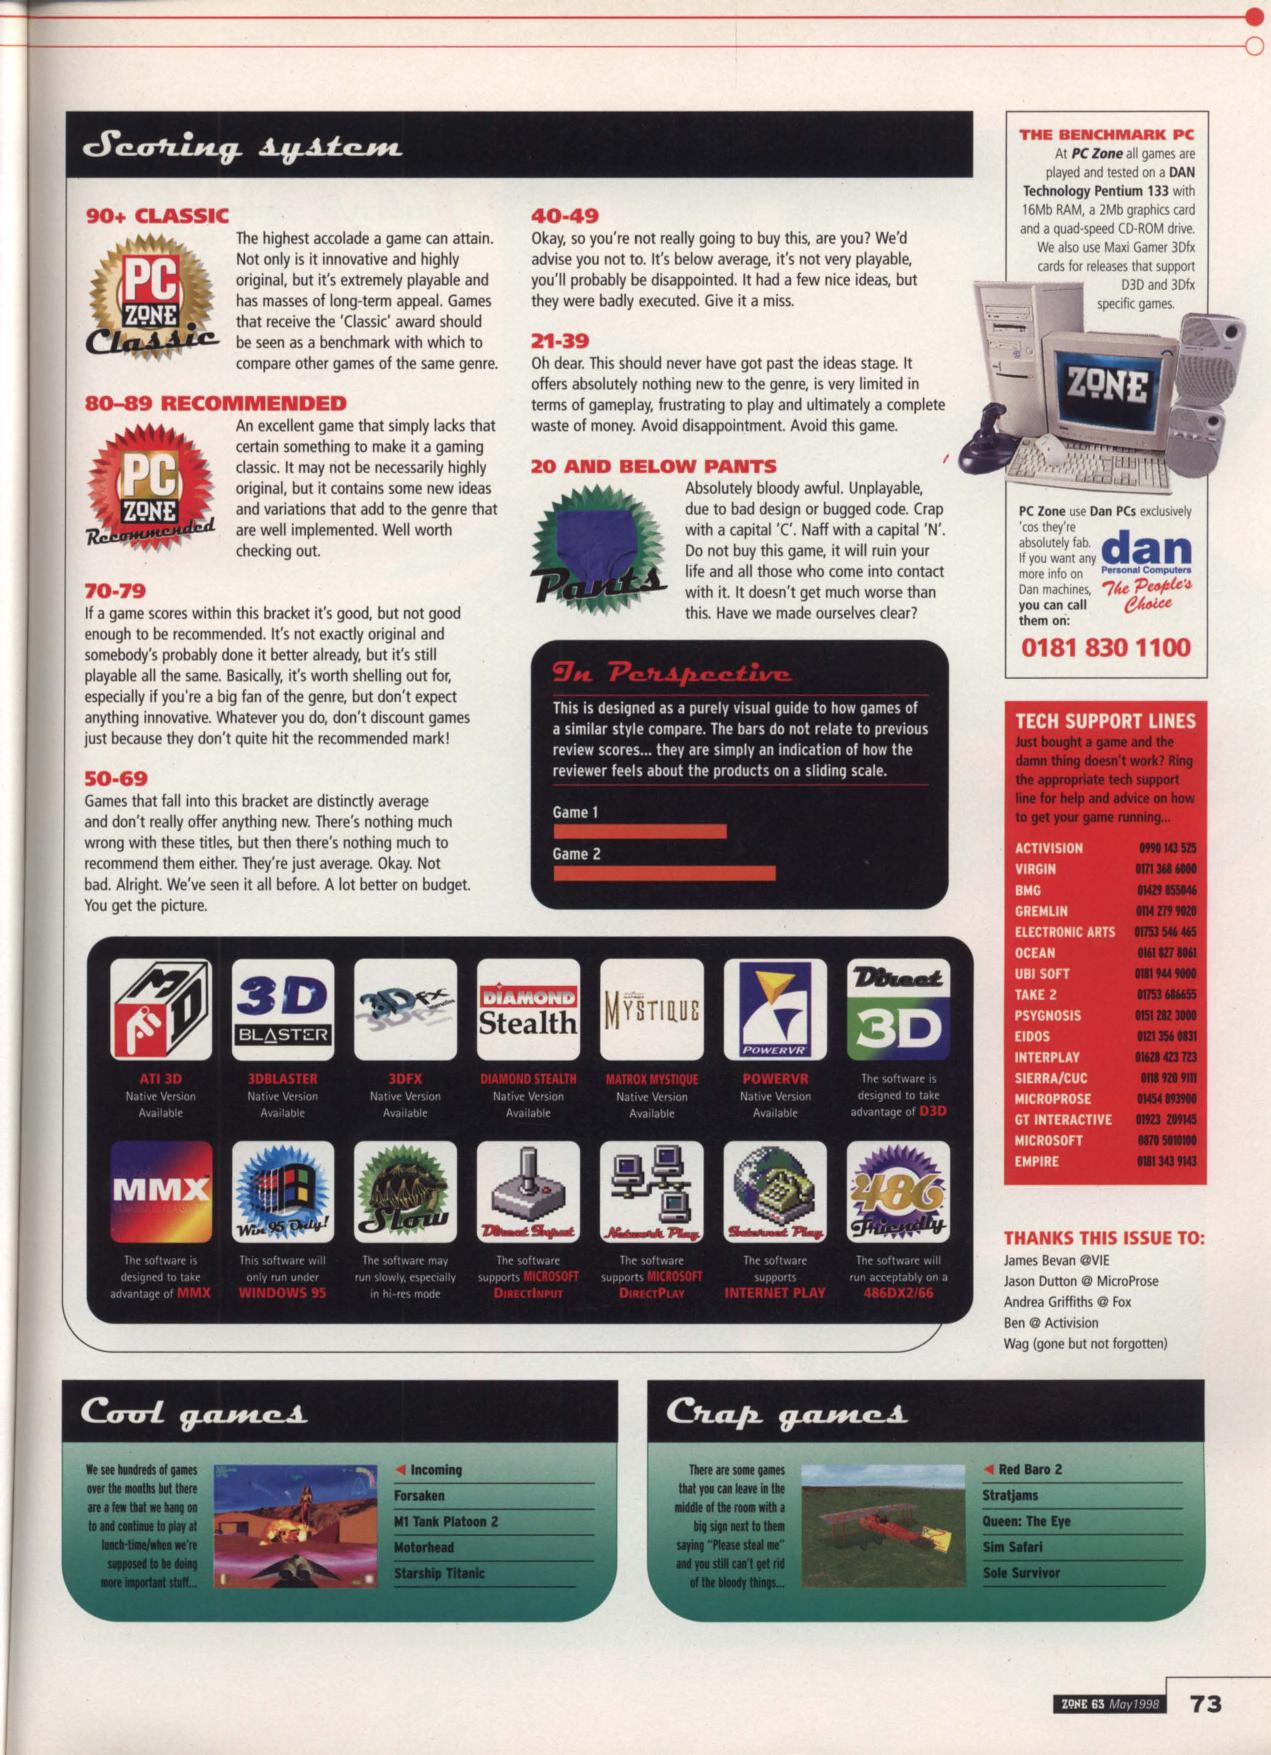 Scoring system
90+ CLASSIC
PC
ZONE
Classic
The highest accolade a game can attain.
Not only is it innovative and highly
original, but it's extremely playable and
has masses of long-term appeal. Games
that receive the 'Classic' award should
be seen as a benchmark with which to
compare other games of the same genre.
80–89 RECOMMENDED
PC
ZONE
Recommended
An excellent game that simply lacks that
certain something to make it a gaming
classic. It may not be necessarily highly
original, but it contains some new ideas
and variations that add to the genre that
are well implemented. Well worth
checking out.
70-79
If a game scores within this bracket it's good, but not good
enough to be recommended. It's not exactly original and
somebody's probably done it better already, but it's still
playable all the same. Basically, it's worth shelling out for,
especially if you're a big fan of the genre, but don't expect
anything innovative. Whatever you do, don't discount games
just because they don't quite hit the recommended mark!
50-69
Games that fall into this bracket are distinctly average
and don't really offer anything new. There's nothing much
wrong with these titles, but then there's nothing much to
recommend them either. They're just average. Okay. Not
bad. Alright. We've seen it all before. A lot better on budget.
You get the picture.
40-49
Okay, so you're not really going to buy this, are you? We'd
advise you not to. It's below average, it's not very playable,
you'll probably be disappointed. It had a few nice ideas, but
they were badly executed. Give it a miss.
21-39
Oh dear. This should never have got past the ideas stage. It
offers absolutely nothing new to the genre, is very limited in
terms of gameplay, frustrating to play and ultimately a complete
waste of money. Avoid disappointment. Avoid this game.
20 AND BELOW PANTS
Pants
Absolutely bloody awful. Unplayable,
due to bad design or bugged code. Crap
with a capital 'C'. Naff with a capital 'N'.
Do not buy this game, it will ruin your
life and all those who come into contact
with it. It doesn't get much worse than
this. Have we made ourselves clear?
In Perspective
This is designed as a purely visual guide to how games of
a similar style compare. The bars do not relate to previous
review scores... they are simply an indication of how the
reviewer feels about the products on a sliding scale.
Game 1
Game 2
ATI 3D
3D
BLASTER
3D FX
DIAMOND
Stealth
MYSTIQUE
POWERVR
Direct
3D
ATI 3D
Native Version
Available
3DBLASTER
Native Version
Available
3DFX
Native Version
Available
DIAMOND STEALTH
Native Version
Available
MATROX MYSTIQUE
Native Version
Available
POWERVR
Native Version
Available
The software is
designed to take
advantage of D3D
MMX
Win 95 Only!
Slow
Direct Input
Network Play
Internet Play
486
Friendly
The software is
designed to take
advantage of MMX
This software will
only run under
WINDOWS 95
The software may
run slowly, especially
in hi-res mode
The software
supports MICROSOFT
DIRECTINPUT
The software
supports MICROSOFT
DIRECTPLAY
The software
supports
INTERNET PLAY
The software will
run acceptably on a
486DX2/66
THE BENCHMARK PC
At PC Zone all games are
played and tested on a DAN
Technology Pentium 133 with
16Mb RAM, a 2Mb graphics card
and a quad-speed CD-ROM drive.
We also use Maxi Gamer 3Dfx
cards for releases that support
D3D and 3Dfx
specific games.
ZONE
PC Zone use Dan PCs exclusively
'cos they're
absolutely fab.
If you want any
more info on
Dan machines,
you can call
them on:
dan
Personal Computers
The People's
Choice
0181 830 1100
TECH SUPPORT LINES
Just bought a game and the
damn thing doesn't work? Ring
the appropriate tech support
line for help and advice on how
to get your game running...
ACTIVISION 0990 143 525
VIRGIN 0171 368 6000
BMG 01429 855046
GREMLIN 0114 279 9020
ELECTRONIC ARTS 01753 546 465
OCEAN 0161 827 8061
UBI SOFT 0181 944 9000
TAKE 2 01753 686655
PSYGNOSIS 0151 282 3000
EIDOS 0121 356 0831
INTERPLAY 01628 423 723
SIERRA/CUC 0118 920 9111
MICROPROSE 01454 893900
GT INTERACTIVE 01923 209145
MICROSOFT 0870 5010100
EMPIRE 0181 343 9143
THANKS THIS ISSUE TO:
James Bevan @VIE
Jason Dutton @ MicroProse
Andrea Griffiths @ Fox
Ben @ Activision
Wag (gone but not forgotten)
Cool games
We see hundreds of games
over the months but there
are a few that we hang on
to and continue to play at
lunch-time/when we're
supposed to be doing
more important stuff...
Incoming
Forsaken
M1 Tank Platoon 2
Motorhead
Starship Titanic
Crap games
There are some games
that you can leave in the
middle of the room with a
big sign next to them
saying "Please steal me"
and you still can't get rid
of the bloody things...
Red Baro 2
Stratjams
Queen: The Eye
Sim Safari
Sole Survivor
ZONE 63 May1998 73